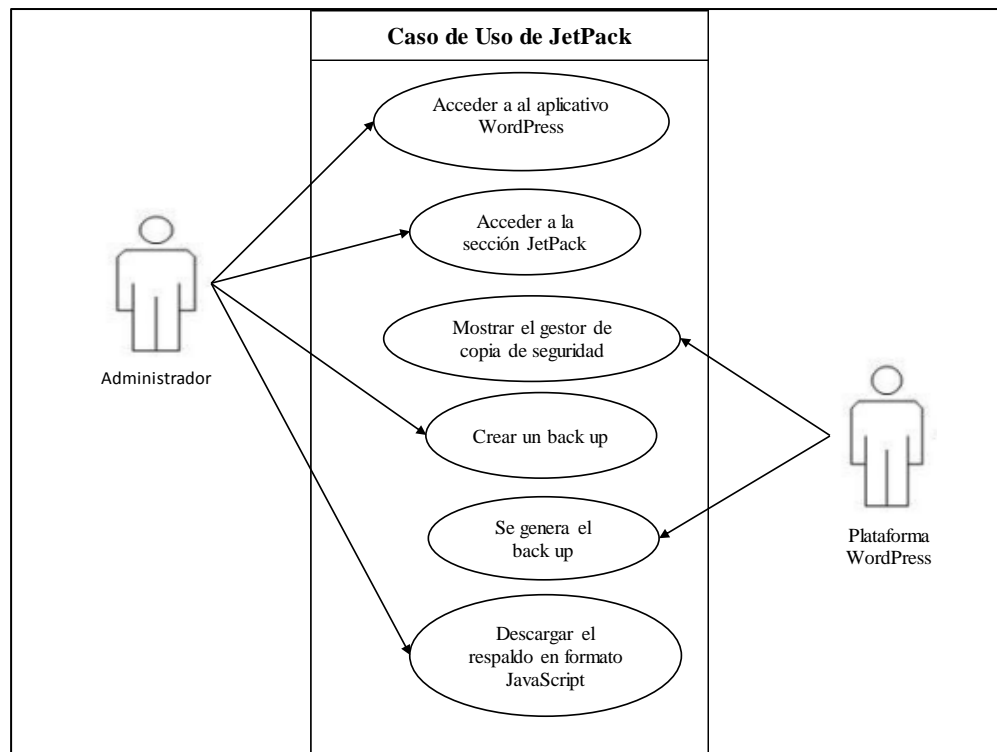 Caso de Uso de JetPack
Acceder a al aplicativo
WordPress
Acceder a la
sección JetPack
Mostrar el gestor de
copia de seguridad
Administrador
Crear un back up
Se genera el
back up
Plataforma
WordPress
Descargar el
respaldo en formato
JavaScript